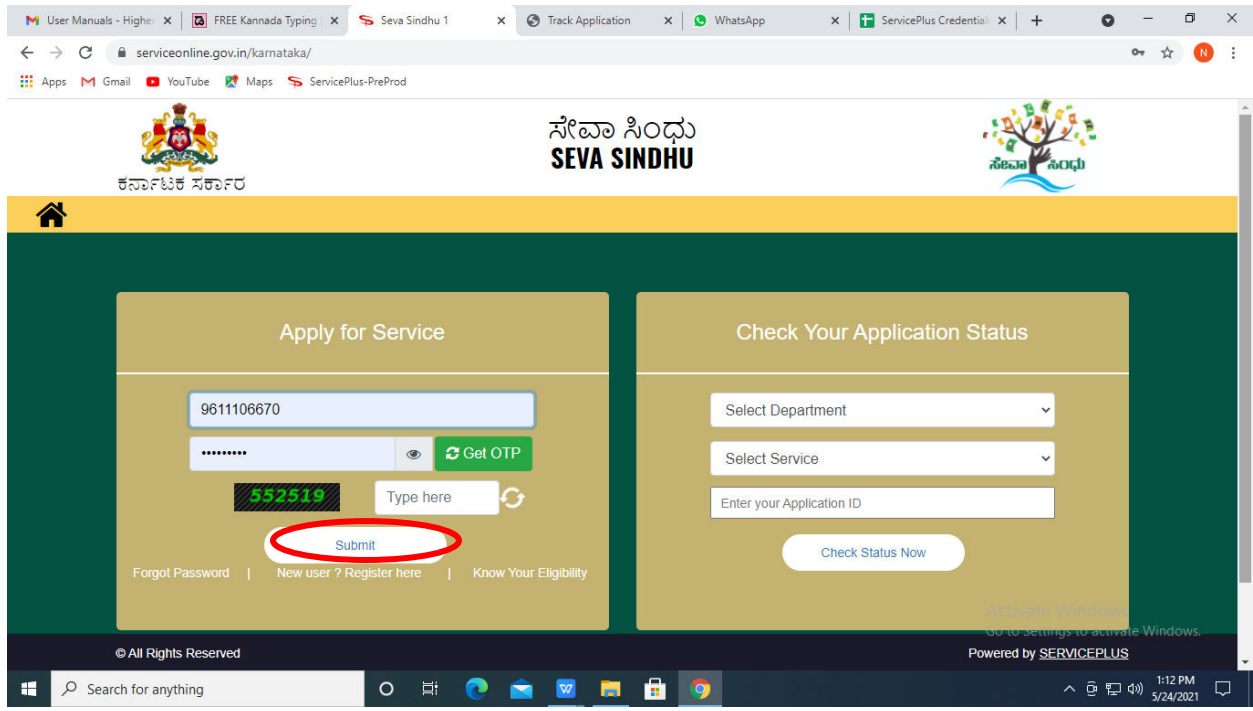 User Manuals - Higher
FREE Kannada Typing
Seva Sindhu 1
Track Application
WhatsApp
ServicePlus Credential
serviceonline.gov.in/karnataka/
N
Apps Gmail YouTube Maps ServicePlus-PreProd
ಕರ್ನಾಟಕ ಸರ್ಕಾರ
ಸೇವಾ ಸಿಂಧು
SEVA SINDHU
ಸೇವಾ ಸಿಂಧು
Apply for Service
9611106670
•••••••••
Get OTP
552519
Type here
Submit
Forgot Password | New user ? Register here | Know Your Eligibility
Check Your Application Status
Select Department
Select Service
Enter your Application ID
Check Status Now
Activate Windows
Go to Settings to activate Windows.
© All Rights Reserved
Powered by SERVICEPLUS
Search for anything
1:12 PM
5/24/2021